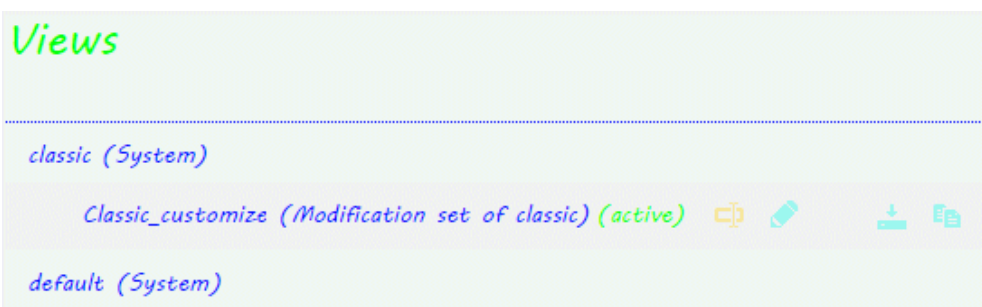 Views
classic (System)
Classic_customize (Modification set of classic) (active)
default (System)